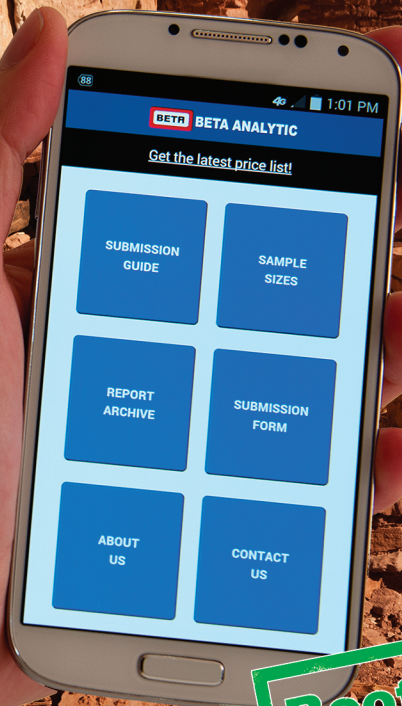 88
4G 1:01 PM
BETA BETA ANALYTIC
Get the latest price list!
SUBMISSION
GUIDE
SAMPLE
SIZES
REPORT
ARCHIVE
SUBMISSION
FORM
ABOUT
US
CONTACT
US